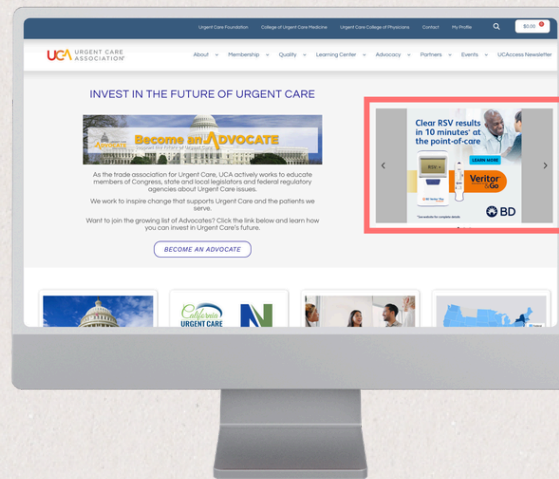 Urgent Care Foundation College of Urgent Care Medicine Urgent Care College of Physicians Contact My Profile $0.00 0
UCA URGENT CARE ASSOCIATION
About Membership Quality Learning Center Advocacy Partners Events UCAccess Newsletter
INVEST IN THE FUTURE OF URGENT CARE
Become an ADVOCATE
As the trade association for Urgent Care, UCA actively works to educate
members of Congress, state and local legislators and federal regulatory
agencies about Urgent Care issues.
We work to inspire change that supports Urgent Care and the patients we
serve.
Want to join the growing list of Advocates? Click the link below and learn how
you can invest in Urgent Care's future.
BECOME AN ADVOCATE
Clear RSV results
in 10 minutes* at
the point-of-care
LEARN MORE
RSV +
Veritor
&Go
BD
California
URGENT CARE
N